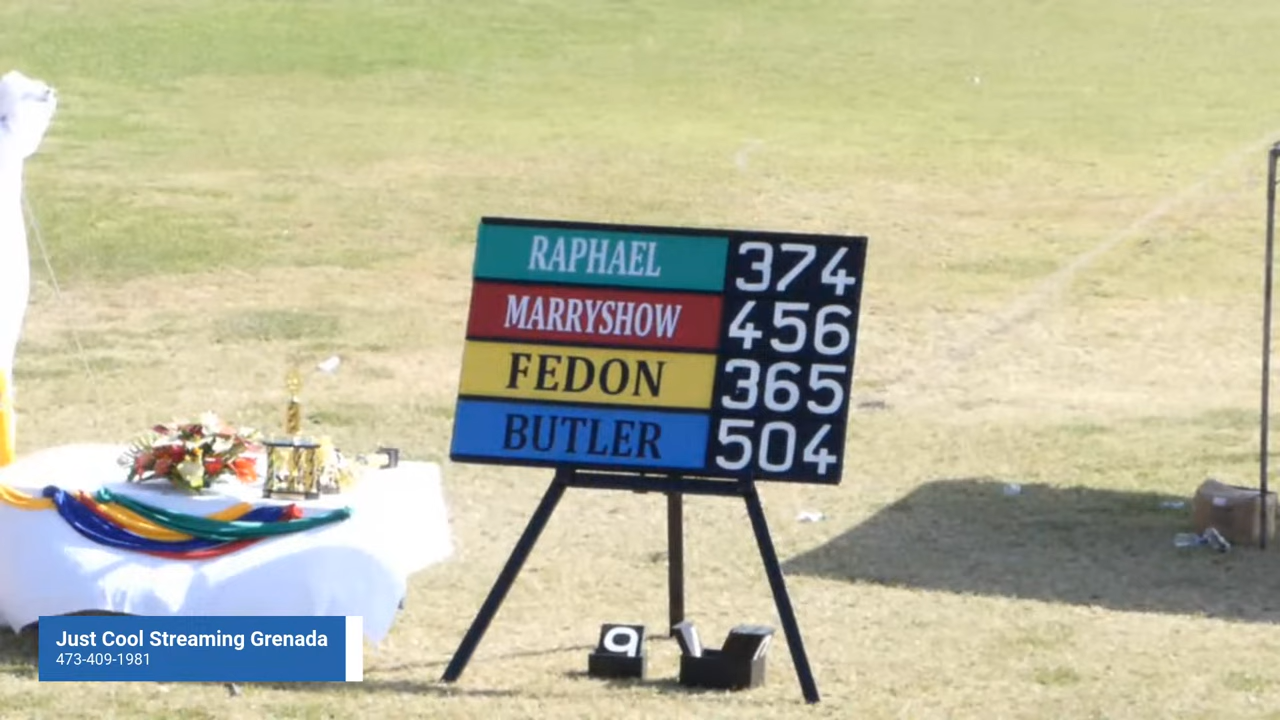 RAPHAEL 374
MARRYSHOW 456
FEDON 365
BUTLER 504
9
Just Cool Streaming Grenada
473-409-1981